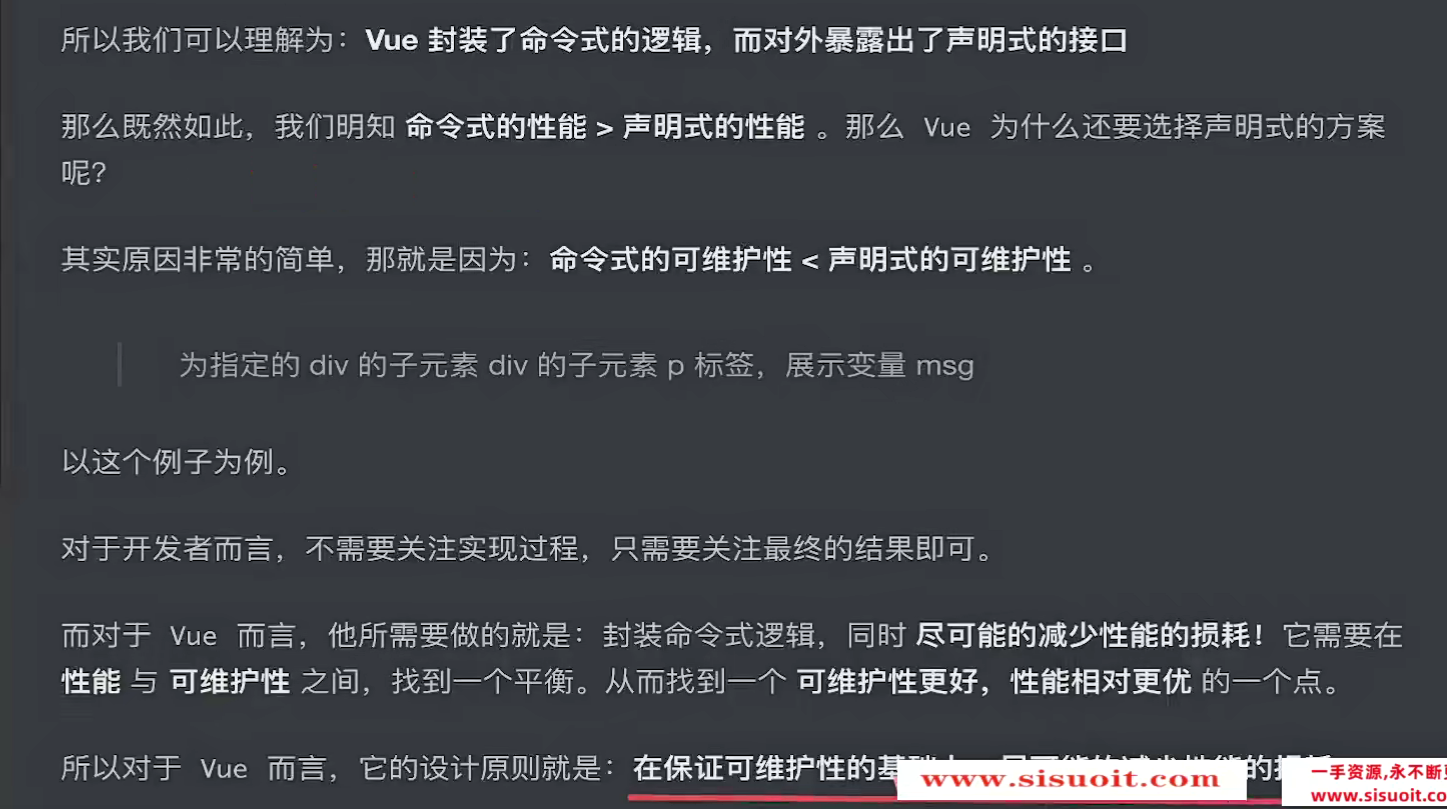 所以我们可以理解为：Vue 封装了命令式的逻辑，而对外暴露出了声明式的接口
那么既然如此，我们明知 命令式的性能 > 声明式的性能 。那么 Vue 为什么还要选择声明式的方案
呢？
其实原因非常的简单，那就是因为：命令式的可维护性 < 声明式的可维护性 。
为指定的 div 的子元素 div 的子元素 p 标签，展示变量 msg
以这个例子为例。
对于开发者而言，不需要关注实现过程，只需要关注最终的结果即可。
而对于 Vue 而言，他所需要做的就是：封装命令式逻辑，同时 尽可能的减少性能的损耗！它需要在
性能 与 可维护性 之间，找到一个平衡。从而找到一个 可维护性更好，性能相对更优 的一个点。
所以对于 Vue 而言，它的设计原则就是：在保证可维护性的基
www.sisuoit.com
一手资源,永不断
www.sisuoit.co